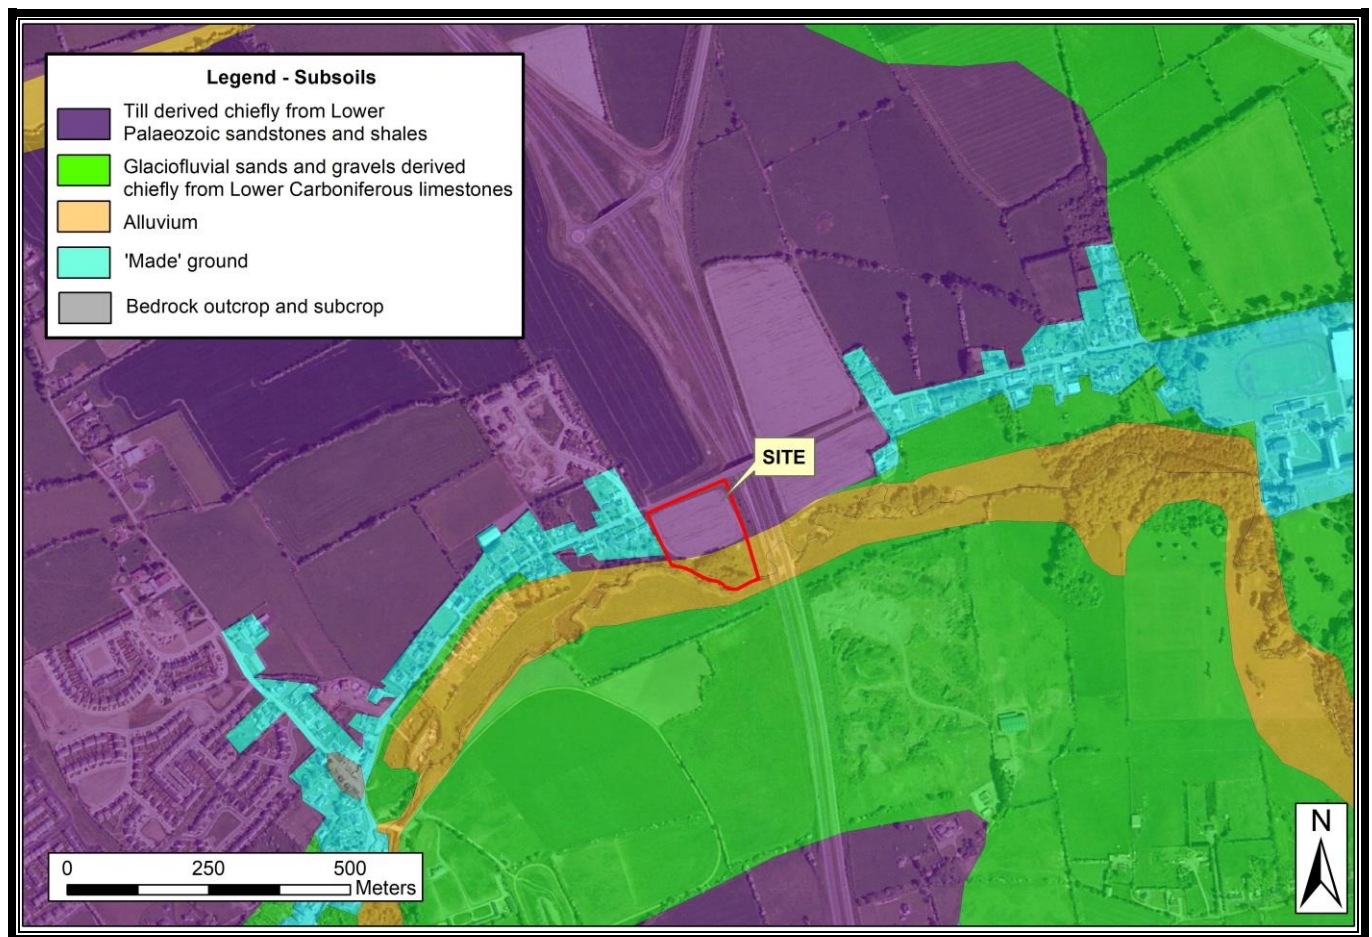 Legend - Subsoils
Till derived chiefly from Lower
Palaeozoic sandstones and shales
Glaciofluvial sands and gravels derived
chiefly from Lower Carboniferous limestones
Alluvium
'Made' ground
Bedrock outcrop and subcrop
SITE
0 250 500
Meters
N